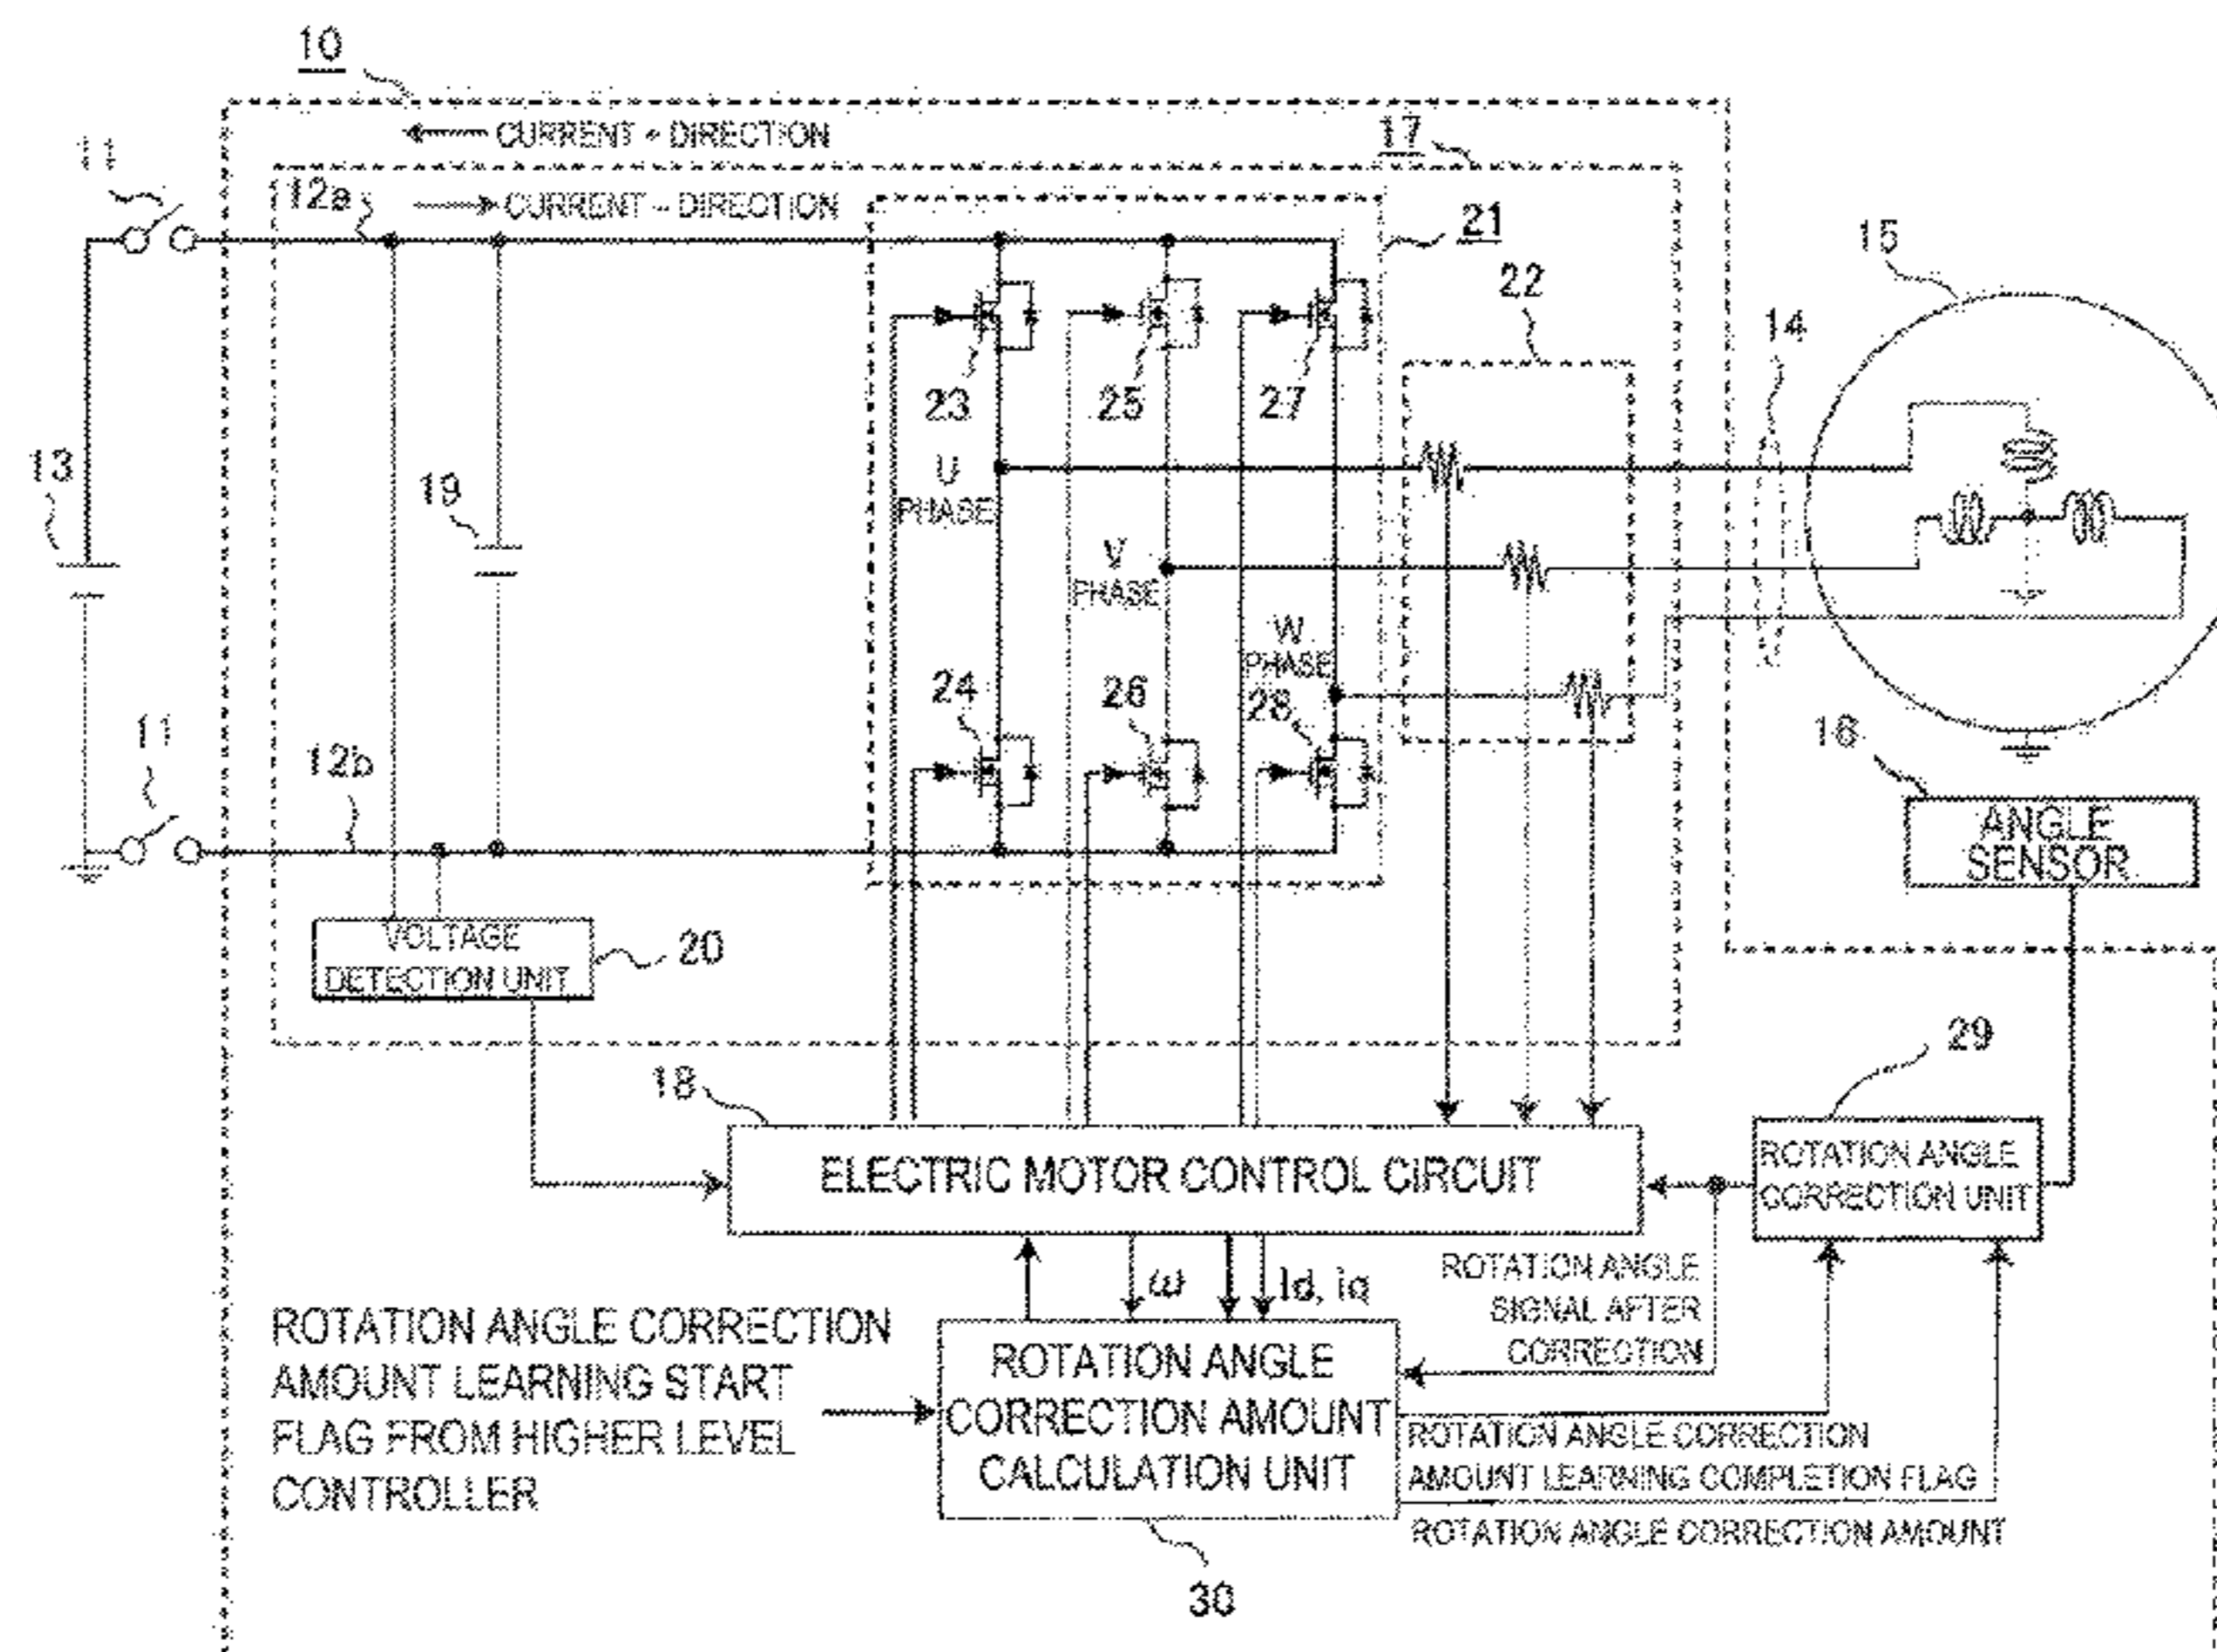 10
CURRENT + DIRECTION
17
11
12a
CURRENT - DIRECTION
21
22
15
14
23
25
27
13
19
U
PHASE
V
PHASE
W
PHASE
24
26
28
16
11
12b
ANGLE
SENSOR
VOLTAGE
DETECTION UNIT
20
29
18
ELECTRIC MOTOR CONTROL CIRCUIT
ROTATION ANGLE
CORRECTION UNIT
ω
Id, iq
ROTATION ANGLE
SIGNAL AFTER
CORRECTION
ROTATION ANGLE CORRECTION
AMOUNT LEARNING START
FLAG FROM HIGHER LEVEL
CONTROLLER
ROTATION ANGLE
CORRECTION AMOUNT
CALCULATION UNIT
ROTATION ANGLE CORRECTION
AMOUNT LEARNING COMPLETION FLAG
ROTATION ANGLE CORRECTION AMOUNT
30